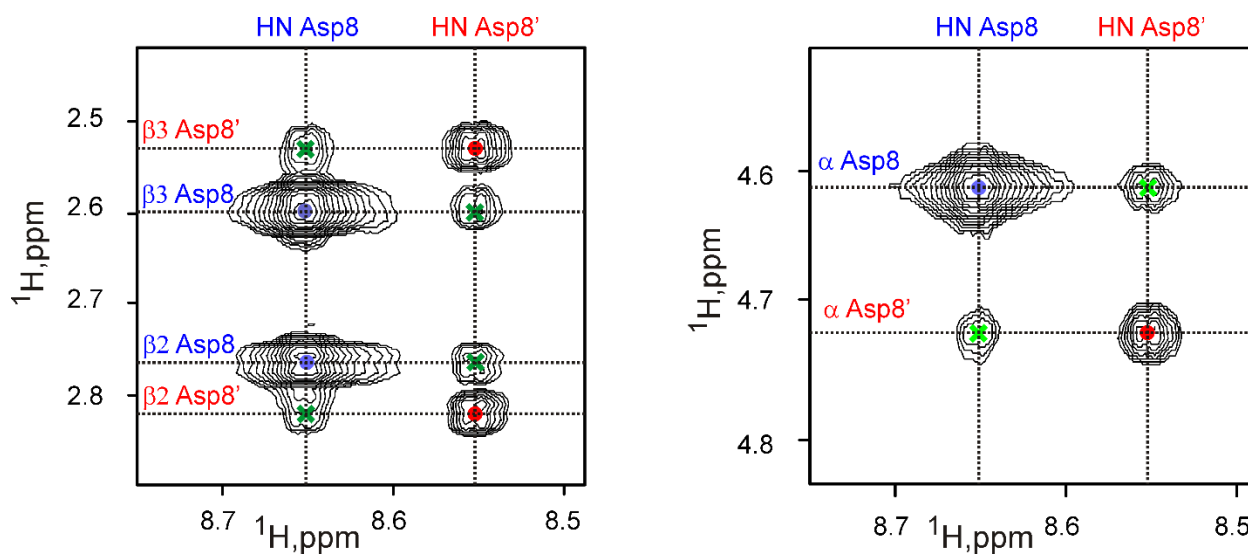 HN Asp8 HN Asp8’
2.5
β3 Asp8’
β3 Asp8
2.6
2.7
β2 Asp8
2.8
β2 Asp8’
¹H,ppm
8.7 8.6 8.5
¹H,ppm
HN Asp8 HN Asp8’
4.6
α Asp8
4.7
α Asp8’
4.8
¹H,ppm
8.7 ¹H,ppm 8.6 8.5